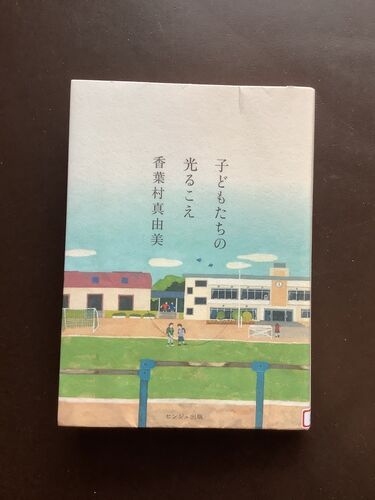 子どもたちの
光るこえ
香葉村真由美
センジュ出版